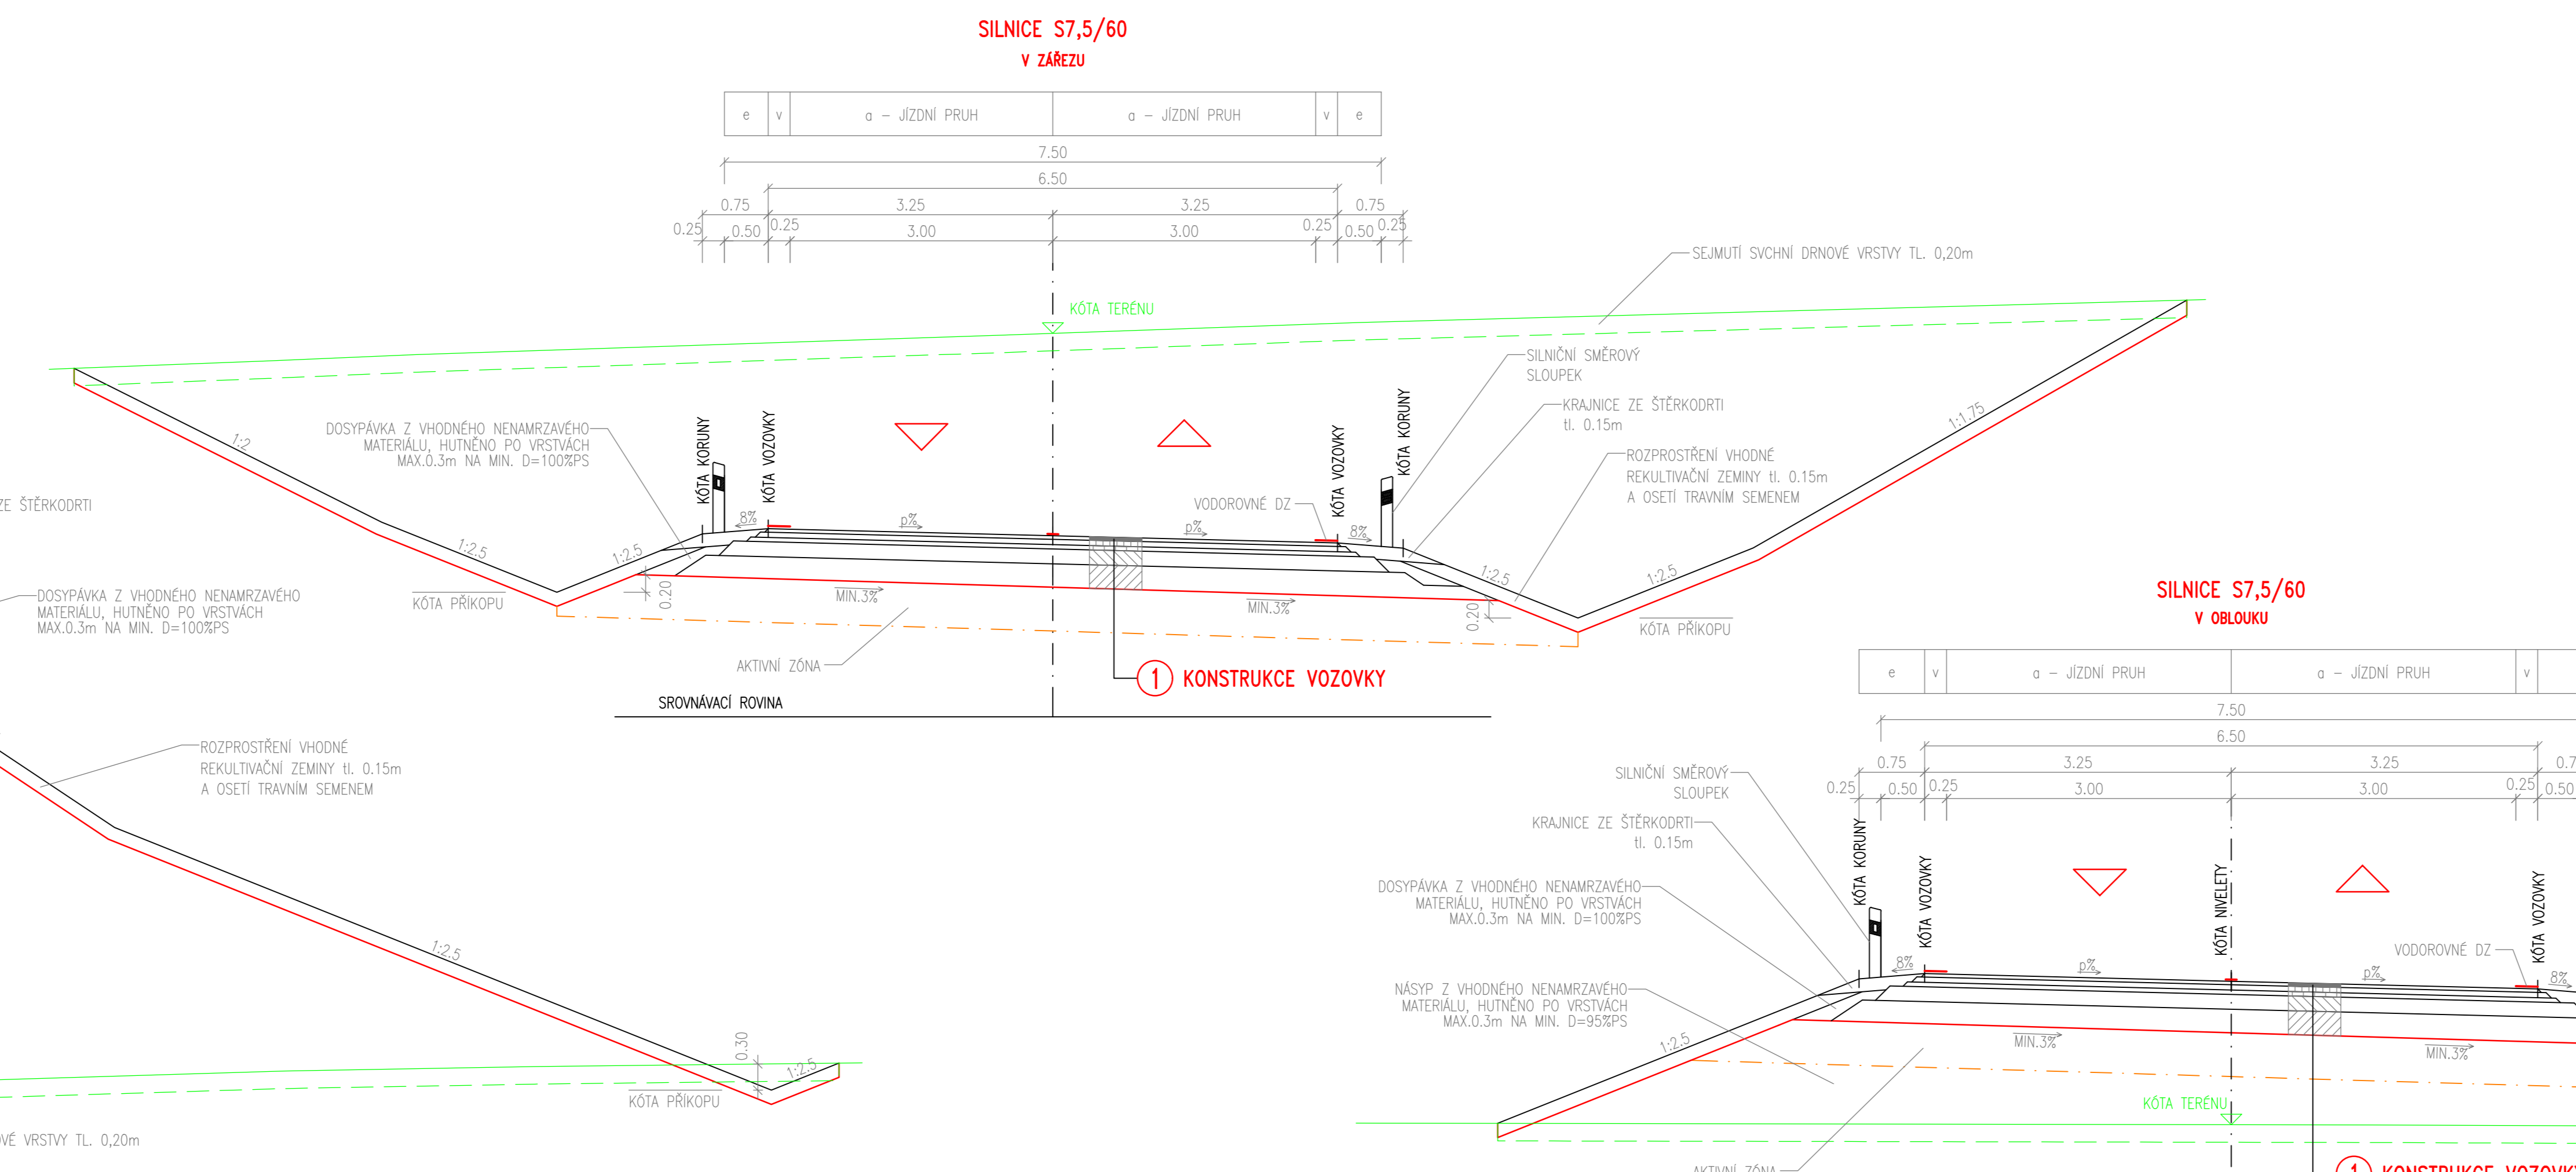 SILNICE S7,5/60
V ZÁŘEZU
e
v
a – JÍZDNÍ PRUH
a – JÍZDNÍ PRUH
v
e
7.50
6.50
0.75
3.25
3.25
0.75
0.25
0.50
0.25
3.00
3.00
0.25
0.50
0.25
SEJMUTÍ SVCHNÍ DRNOVÉ VRSTVY TL. 0,20m
KÓTA TERÉNU
SILNIČNÍ SMĚROVÝ
SLOUPEK
KRAJNICE ZE ŠTĚRKODRTI
tl. 0.15m
ROZPROSTŘENÍ VHODNÉ
REKULTIVAČNÍ ZEMINY tl. 0.15m
A OSETÍ TRAVNÍM SEMENEM
1:1.75
1:2
DOSYPÁVKA Z VHODNÉHO NENAMRZAVÉHO
MATERIÁLU, HUTNĚNO PO VRSTVÁCH
MAX.0.3m NA MIN. D=100%PS
KÓTA KORUNY
KÓTA VOZOVKY
KÓTA VOZOVKY
KÓTA KORUNY
VODOROVNÉ DZ
8%
p%
p%
8%
1:2.5
1:2.5
1:2.5
1:2.5
KÓTA PŘÍKOPU
0.20
MIN.3%
MIN.3%
0.20
KÓTA PŘÍKOPU
AKTIVNÍ ZÓNA
1 KONSTRUKCE VOZOVKY
SROVNÁVACÍ ROVINA
ZE ŠTĚRKODRTI
DOSYPÁVKA Z VHODNÉHO NENAMRZAVÉHO
MATERIÁLU, HUTNĚNO PO VRSTVÁCH
MAX.0.3m NA MIN. D=100%PS
ROZPROSTŘENÍ VHODNÉ
REKULTIVAČNÍ ZEMINY tl. 0.15m
A OSETÍ TRAVNÍM SEMENEM
1:2.5
0.30
1:2.5
KÓTA PŘÍKOPU
VÉ VRSTVY TL. 0,20m
SILNICE S7,5/60
V OBLOUKU
e
v
a – JÍZDNÍ PRUH
a – JÍZDNÍ PRUH
v
7.50
6.50
0.75
3.25
3.25
0.7
0.25
0.50
0.25
3.00
3.00
0.25
0.50
SILNIČNÍ SMĚROVÝ
SLOUPEK
KRAJNICE ZE ŠTĚRKODRTI
tl. 0.15m
DOSYPÁVKA Z VHODNÉHO NENAMRZAVÉHO
MATERIÁLU, HUTNĚNO PO VRSTVÁCH
MAX.0.3m NA MIN. D=100%PS
NÁSYP Z VHODNÉHO NENAMRZAVÉHO
MATERIÁLU, HUTNĚNO PO VRSTVÁCH
MAX.0.3m NA MIN. D=95%PS
KÓTA KORUNY
KÓTA VOZOVKY
KÓTA NIVELETY
KÓTA VOZOVKY
VODOROVNÉ DZ
8%
p%
p%
8%
1:2.5
MIN.3%
MIN.3%
KÓTA TERÉNU
AKTIVNÍ ZÓNA
1 KONSTRUKCE VOZOVKY